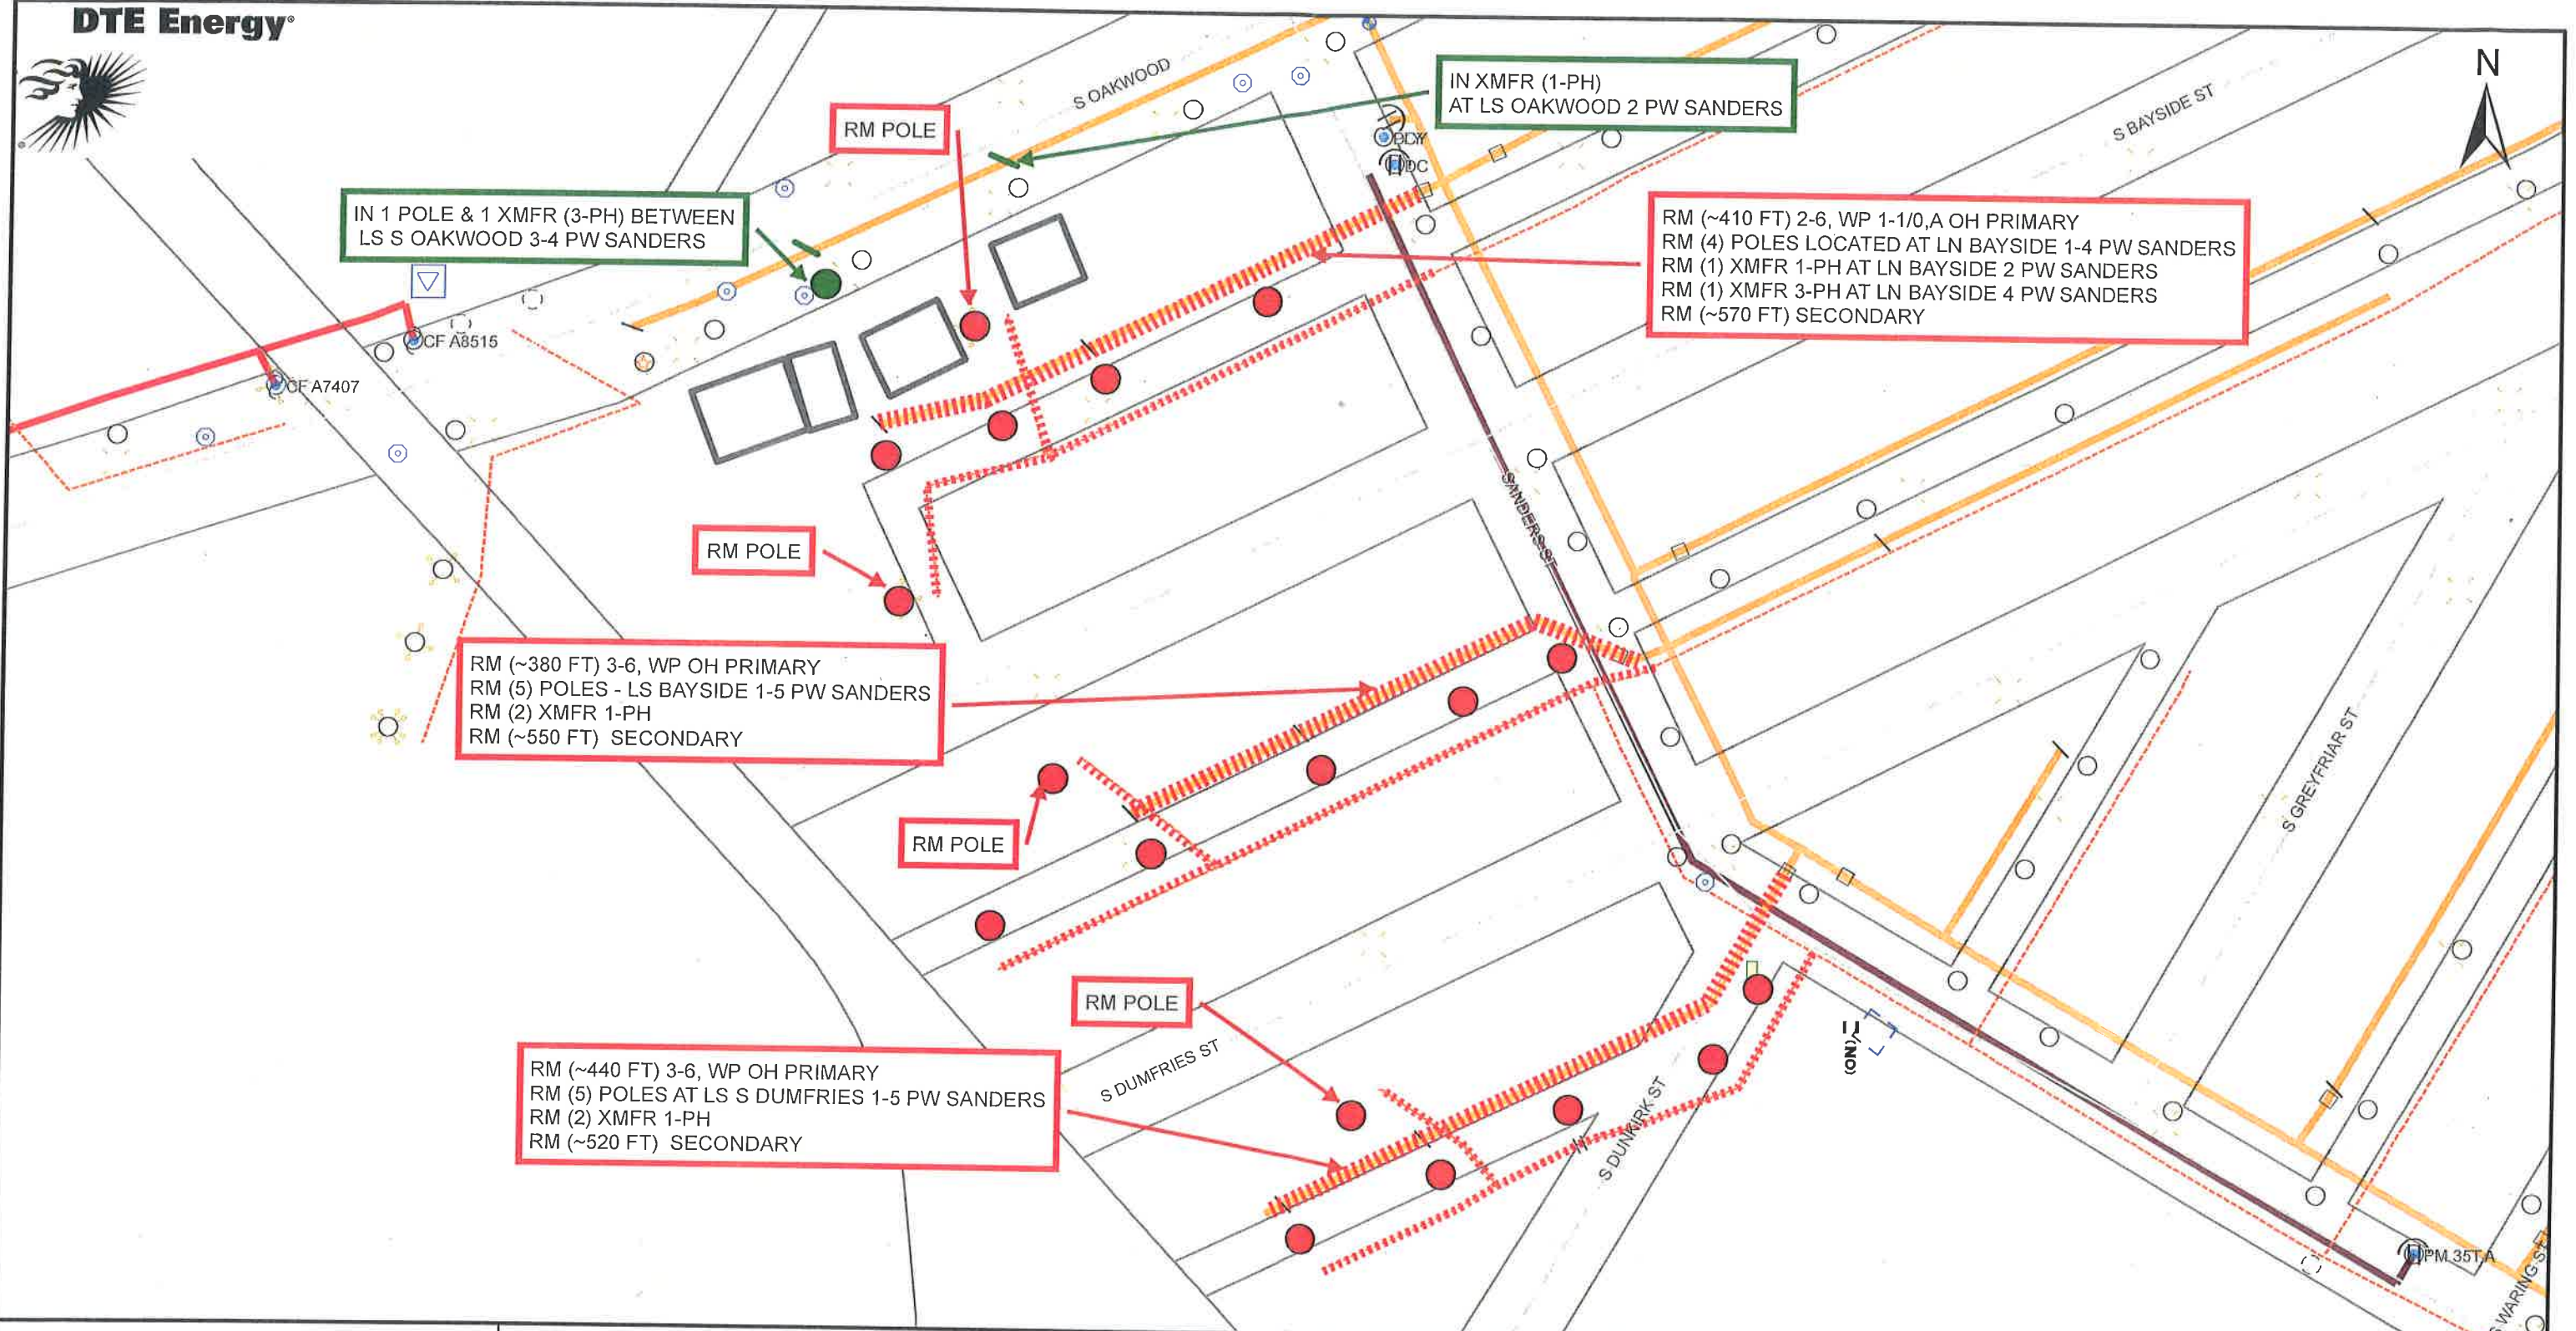 DTE Energy®
S OAKWOOD
IN XMFR (1-PH)
AT LS OAKWOOD 2 PW SANDERS
N
S BAYSIDE ST
RM POLE
DC
IN 1 POLE & 1 XMFR (3-PH) BETWEEN
LS S OAKWOOD 3-4 PW SANDERS
RM (~410 FT) 2-6, WP 1-1/0,A OH PRIMARY
RM (4) POLES LOCATED AT LN BAYSIDE 1-4 PW SANDERS
RM (1) XMFR 1-PH AT LN BAYSIDE 2 PW SANDERS
RM (1) XMFR 3-PH AT LN BAYSIDE 4 PW SANDERS
RM (~570 FT) SECONDARY
CF A8515
CF A7407
SANDERS ST
RM POLE
RM (~380 FT) 3-6, WP OH PRIMARY
RM (5) POLES - LS BAYSIDE 1-5 PW SANDERS
RM (2) XMFR 1-PH
RM (~550 FT) SECONDARY
S GREYFRIAR ST
RM POLE
RM POLE
(NO)
S DUMFRIES ST
RM (~440 FT) 3-6, WP OH PRIMARY
RM (5) POLES AT LS S DUMFRIES 1-5 PW SANDERS
RM (2) XMFR 1-PH
RM (~520 FT) SECONDARY
S DUNKIRK ST
PM 35T,A
S WARING ST